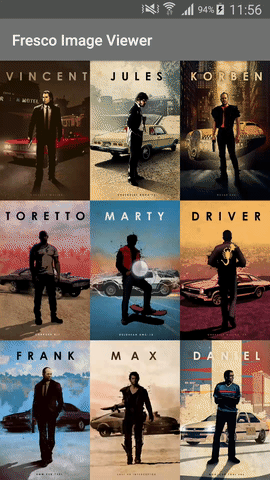 94% 11:56
Fresco Image Viewer
VINCENT JULES KORBEN
TORETTO MARTY DRIVER
FRANK MAX DANIEL